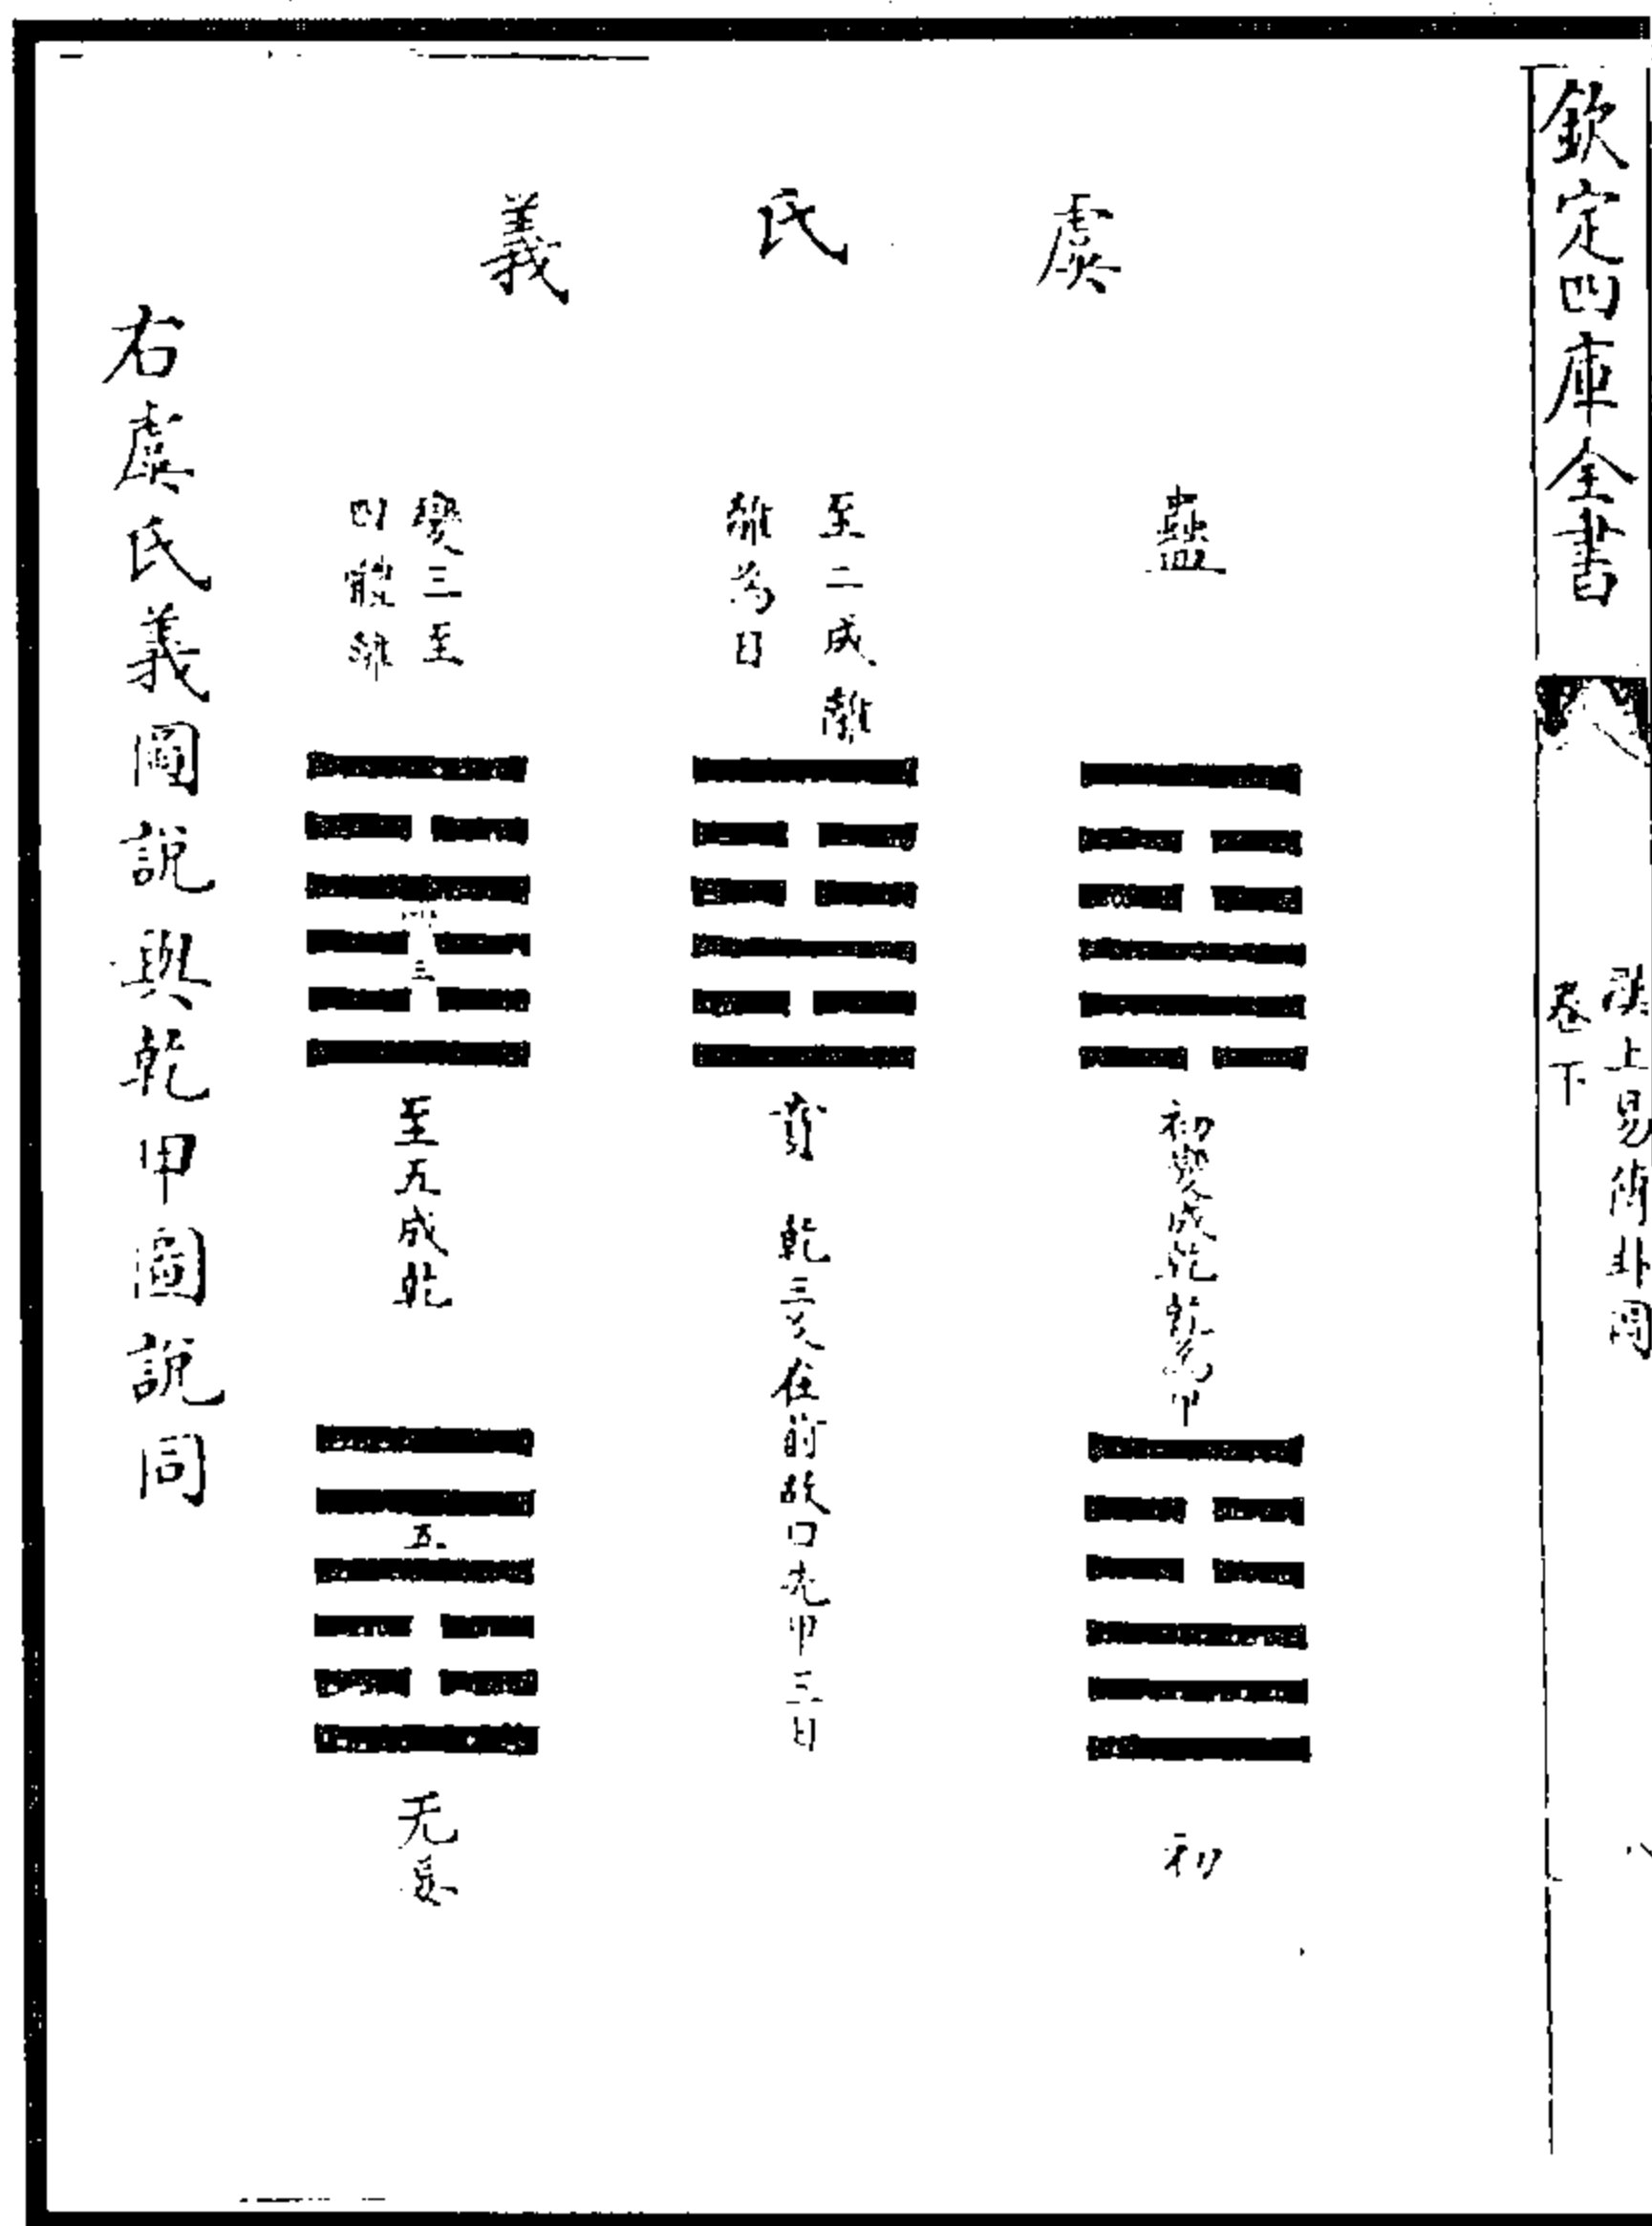 欽定四庫全書
漢上易傳卦圖
卷下
虞氏義
蠱
初變成乾乾為甲
初
至二成離
離為日
賁
乾三爻在前故曰先甲三日
變三至
四體離
四
三
至五成乾
五
无妄
右虞氏義圖說與乾甲圖說同